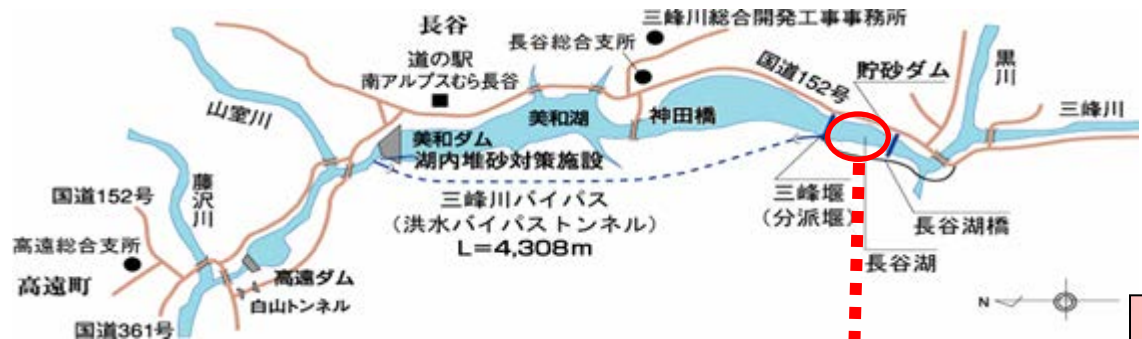 長谷
三峰川総合開発工事事務所
長谷総合支所
道の駅
南アルプスむら長谷
国道152号
貯砂ダム
黒川
三峰川
山室川
美和湖
神田橋
美和ダム
湖内堆砂対策施設
藤沢川
国道152号
三峰川バイパス
(洪水バイパストンネル)
L=4,308m
三峰堰
(分派堰)
長谷湖橋
長谷湖
高遠総合支所
高遠町
高遠ダム
白山トンネル
国道361号
N